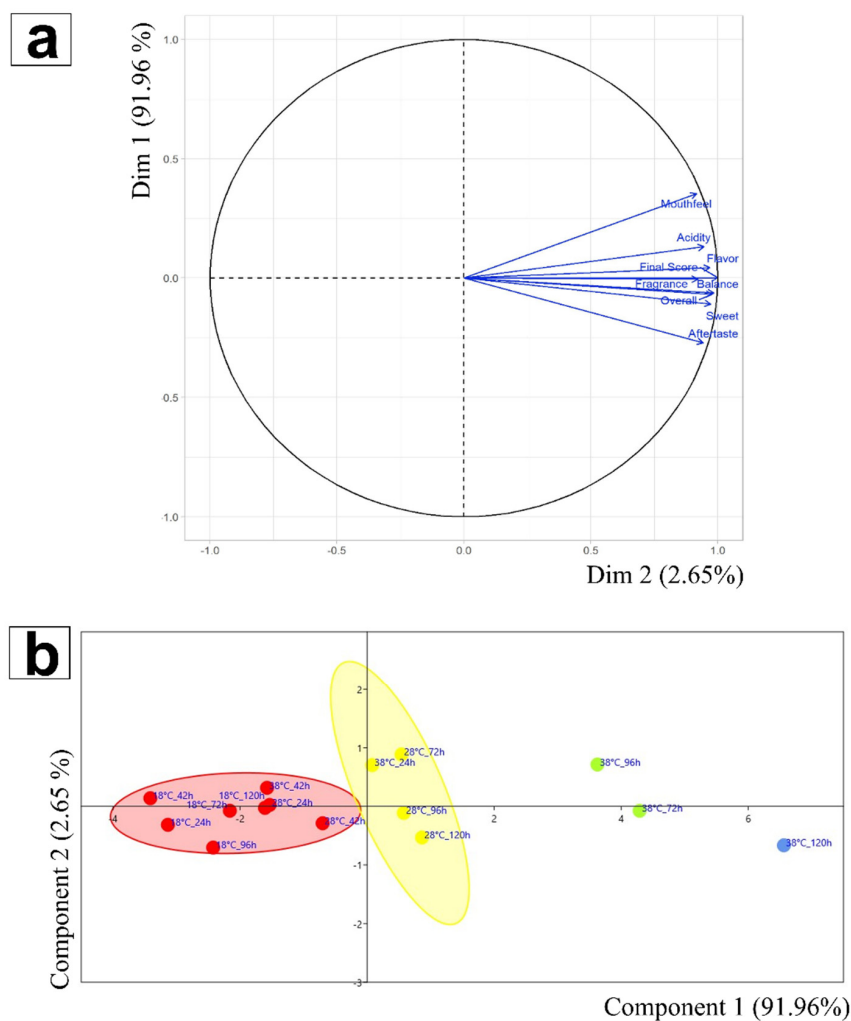 a
Dim 1 (91.96 %)
1.0
0.5
0.0
-0.5
-1.0
Mouthfeel
Acidity
Flavor
Final Score
Fragrance
Balance
Overall
Sweet
Aftertaste
-1.0 -0.5 0.0 0.5 1.0
Dim 2 (2.65%)
b
Component 2 (2.65 %)
2
1
-1
-2
-3
-4 -2 2 4 6
28°C_72h
38°C_24h
38°C_96h
18°C_42h
18°C_120h
38°C_42h
18°C_72h
28°C_24h
28°C_96h
38°C_72h
18°C_24h
28°C_120h
18°C_96h
38°C_120h
Component 1 (91.96%)